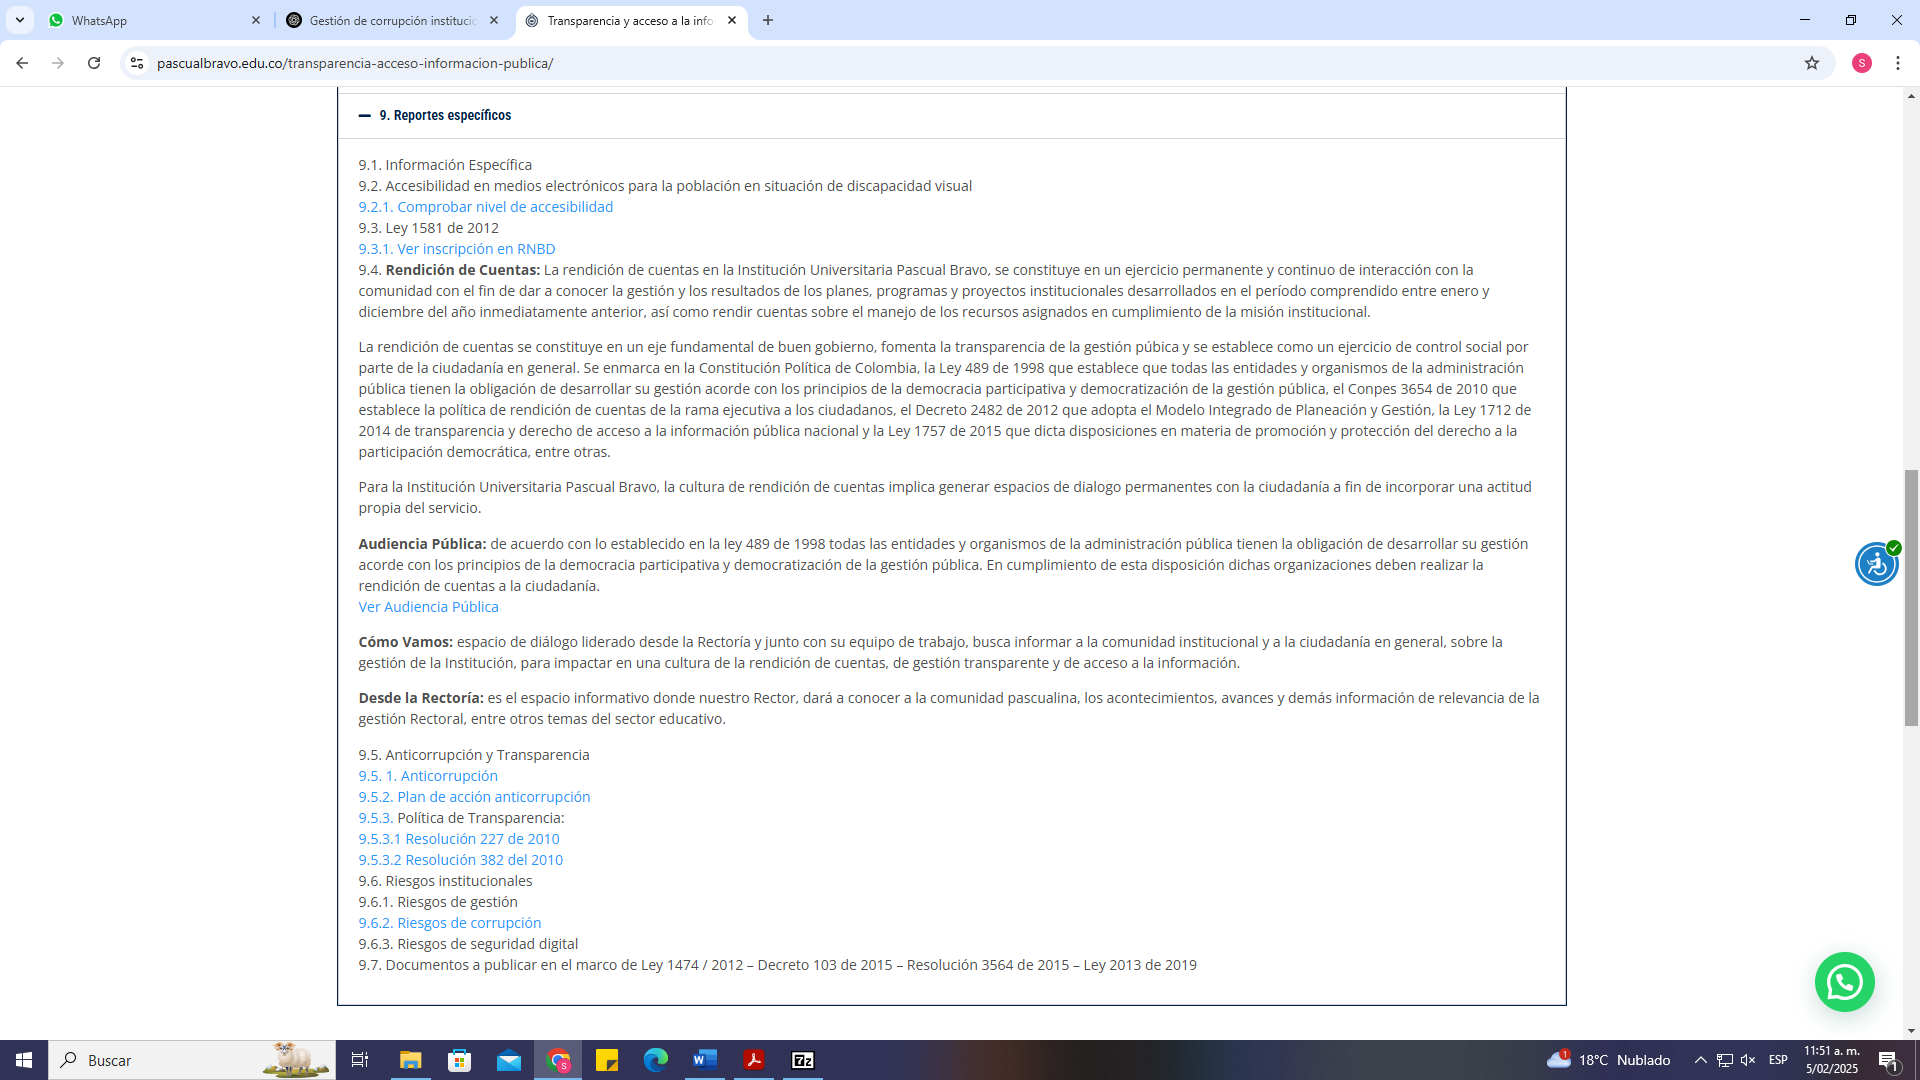 WhatsApp
Gestión de corrupción institucio
Transparencia y acceso a la info
pascualbravo.edu.co/transparencia-acceso-informacion-publica/
S
9. Reportes específicos
9.1. Información Específica
9.2. Accesibilidad en medios electrónicos para la población en situación de discapacidad visual
9.2.1. Comprobar nivel de accesibilidad
9.3. Ley 1581 de 2012
9.3.1. Ver inscripción en RNBD
9.4. Rendición de Cuentas: La rendición de cuentas en la Institución Universitaria Pascual Bravo, se constituye en un ejercicio permanente y continuo de interacción con la
comunidad con el fin de dar a conocer la gestión y los resultados de los planes, programas y proyectos institucionales desarrollados en el período comprendido entre enero y
diciembre del año inmediatamente anterior, así como rendir cuentas sobre el manejo de los recursos asignados en cumplimiento de la misión institucional.
La rendición de cuentas se constituye en un eje fundamental de buen gobierno, fomenta la transparencia de la gestión púbica y se establece como un ejercicio de control social por
parte de la ciudadanía en general. Se enmarca en la Constitución Política de Colombia, la Ley 489 de 1998 que establece que todas las entidades y organismos de la administración
pública tienen la obligación de desarrollar su gestión acorde con los principios de la democracia participativa y democratización de la gestión pública, el Conpes 3654 de 2010 que
establece la política de rendición de cuentas de la rama ejecutiva a los ciudadanos, el Decreto 2482 de 2012 que adopta el Modelo Integrado de Planeación y Gestión, la Ley 1712 de
2014 de transparencia y derecho de acceso a la información pública nacional y la Ley 1757 de 2015 que dicta disposiciones en materia de promoción y protección del derecho a la
participación democrática, entre otras.
Para la Institución Universitaria Pascual Bravo, la cultura de rendición de cuentas implica generar espacios de dialogo permanentes con la ciudadanía a fin de incorporar una actitud
propia del servicio.
Audiencia Pública: de acuerdo con lo establecido en la ley 489 de 1998 todas las entidades y organismos de la administración pública tienen la obligación de desarrollar su gestión
acorde con los principios de la democracia participativa y democratización de la gestión pública. En cumplimiento de esta disposición dichas organizaciones deben realizar la
rendición de cuentas a la ciudadanía.
Ver Audiencia Pública
Cómo Vamos: espacio de diálogo liderado desde la Rectoría y junto con su equipo de trabajo, busca informar a la comunidad institucional y a la ciudadanía en general, sobre la
gestión de la Institución, para impactar en una cultura de la rendición de cuentas, de gestión transparente y de acceso a la información.
Desde la Rectoría: es el espacio informativo donde nuestro Rector, dará a conocer a la comunidad pascualina, los acontecimientos, avances y demás información de relevancia de la
gestión Rectoral, entre otros temas del sector educativo.
9.5. Anticorrupción y Transparencia
9.5. 1. Anticorrupción
9.5.2. Plan de acción anticorrupción
9.5.3. Política de Transparencia:
9.5.3.1 Resolución 227 de 2010
9.5.3.2 Resolución 382 del 2010
9.6. Riesgos institucionales
9.6.1. Riesgos de gestión
9.6.2. Riesgos de corrupción
9.6.3. Riesgos de seguridad digital
9.7. Documentos a publicar en el marco de Ley 1474 / 2012 – Decreto 103 de 2015 – Resolución 3564 de 2015 – Ley 2013 de 2019
Buscar
S
W
7z
1
18°C Nublado
ESP
11:51 a. m.
5/02/2025
1